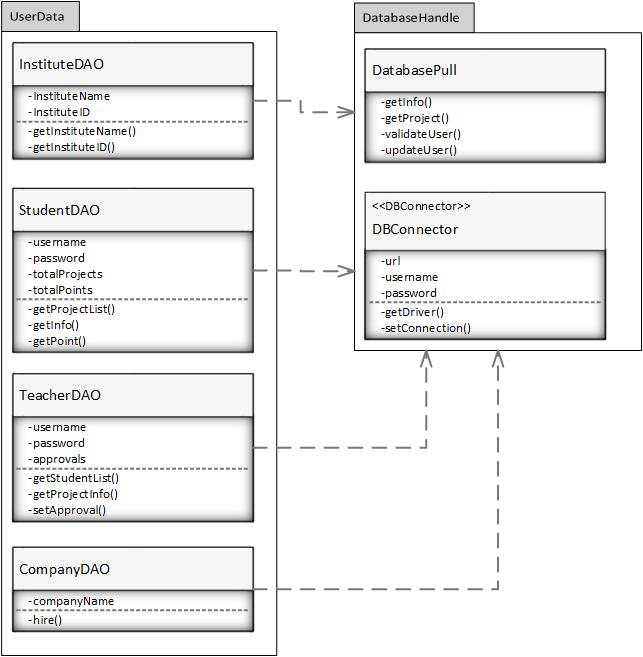 UserData
InstituteDAO
-InstituteName
-InstituteID
-getInstituteName()
-getInstituteID()
StudentDAO
-username
-password
-totalProjects
-totalPoints
-getProjectList()
-getInfo()
-getPoint()
TeacherDAO
-username
-password
-approvals
-getStudentList()
-getProjectInfo()
-setApproval()
CompanyDAO
-companyName
-hire()
DatabaseHandle
DatabasePull
-getInfo()
-getProject()
-validateUser()
-updateUser()
<<DBConnector>>
DBConnector
-url
-username
-password
-getDriver()
-setConnection()